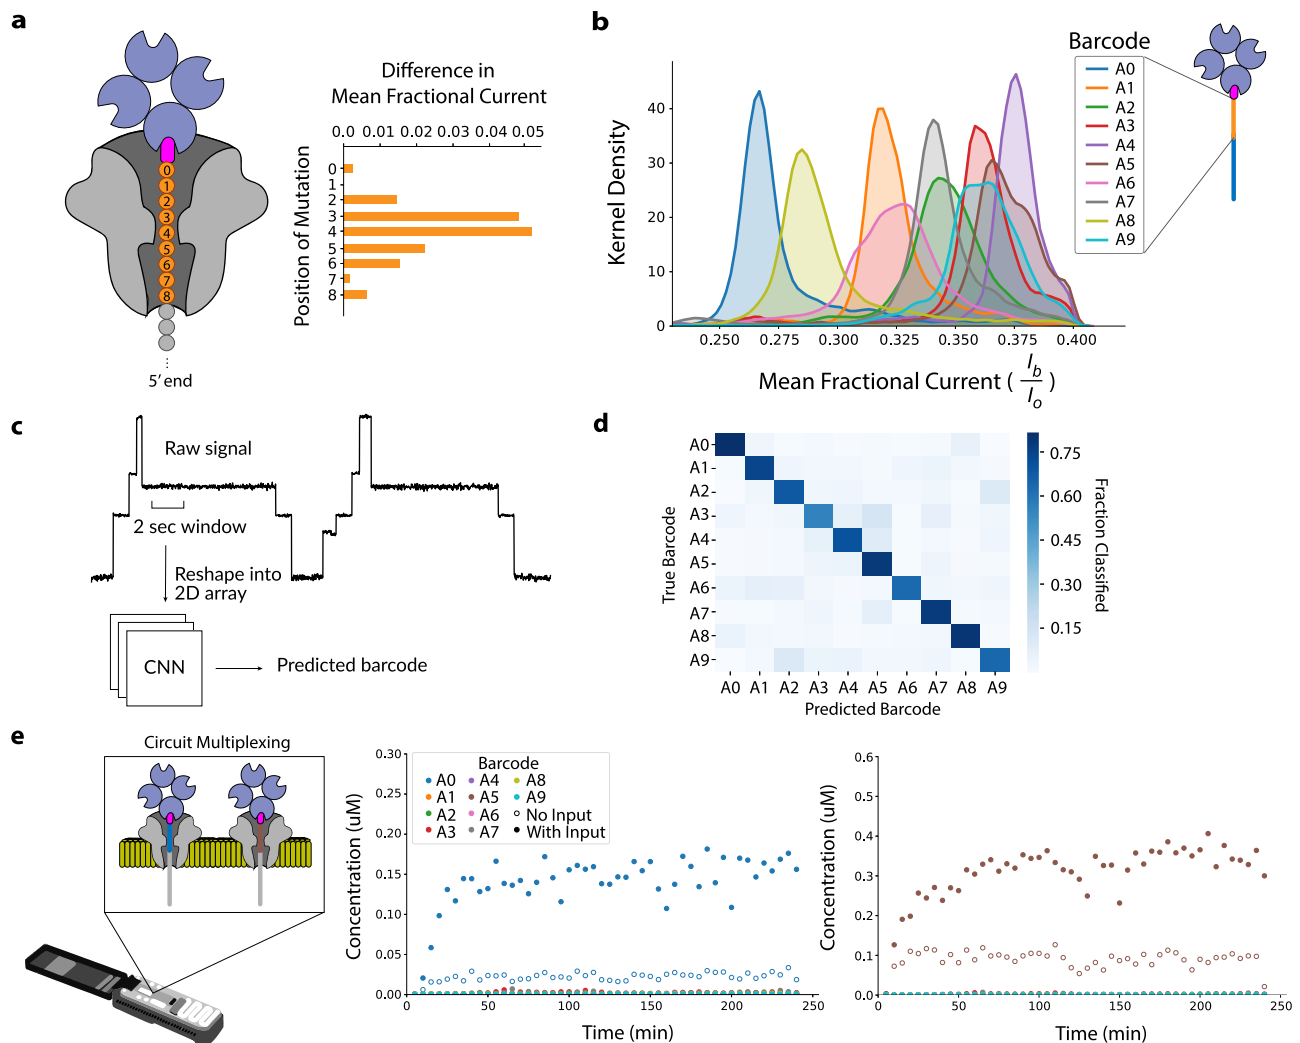 a
0
1
2
3
4
5
6
7
8
5’ end
Difference in
Mean Fractional Current
0.0 0.01 0.02 0.03 0.04 0.05
Position of Mutation
0
1
2
3
4
5
6
7
8
b
Kernel Density
40
30
20
10
0
0.250 0.275 0.300 0.325 0.350 0.375 0.400
Mean Fractional Current ( I_b / I_o )
Barcode
A0
A1
A2
A3
A4
A5
A6
A7
A8
A9
c
Raw signal
2 sec window
Reshape into
2D array
CNN
Predicted barcode
d
True Barcode
A0
A1
A2
A3
A4
A5
A6
A7
A8
A9
A0 A1 A2 A3 A4 A5 A6 A7 A8 A9
Predicted Barcode
0.75
0.60
0.45
0.30
0.15
Fraction Classified
e
Circuit Multiplexing
Concentration (uM)
0.30
0.25
0.20
0.15
0.10
0.05
0.00
0 50 100 150 200 250
Time (min)
Barcode
A0 A4 A8
A1 A5 A9
A2 A6 No Input
A3 A7 With Input
Concentration (uM)
0.6
0.5
0.4
0.3
0.2
0.1
0.0
0 50 100 150 200 250
Time (min)